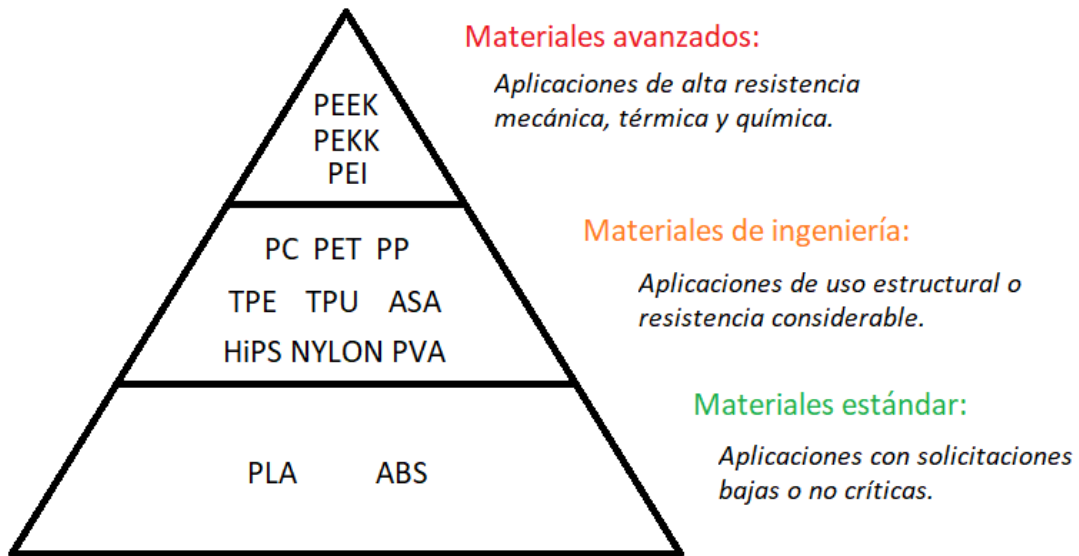 Materiales avanzados:
Aplicaciones de alta resistencia
mecánica, térmica y química.
PEEK
PEKK
PEI
Materiales de ingeniería:
Aplicaciones de uso estructural o
resistencia considerable.
PC PET PP
TPE TPU ASA
HiPS NYLON PVA
Materiales estándar:
Aplicaciones con solicitaciones
bajas o no críticas.
PLA ABS